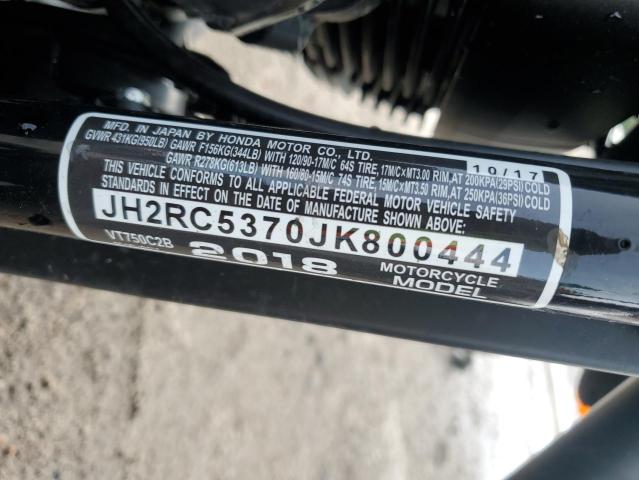 MFD. IN JAPAN BY HONDA MOTOR CO., LTD. 10/17
GVWR 431KG(950LB) GAWR F156KG(344LB) WITH 120/90-17M/C 64S TIRE, 17M/C×MT3.00 RIM, AT 200KPA(29PSI)COLD
GAWR R278KG(613LB) WITH 160/80-15M/C 74S TIRE, 15M/C×MT3.50 RIM, AT 250KPA(36PSI)COLD
THIS VEHICLE CONFORMS TO ALL APPLICABLE FEDERAL MOTOR VEHICLE SAFETY
STANDARDS IN EFFECT ON THE DATE OF MANUFACTURE SHOWN ABOVE.
JH2RC5370JK800444
VT750C2B 2018 MOTORCYCLE
MODEL